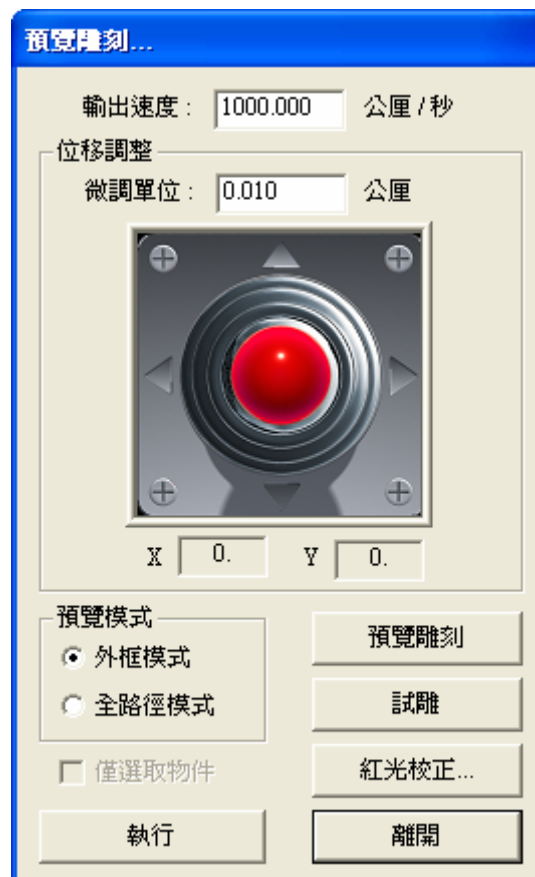 預覽雕刻...
輸出速度： 1000.000 公厘 / 秒
位移調整
微調單位： 0.010 公厘
X 0. Y 0.
預覽模式
外框模式
全路徑模式
僅選取物件
預覽雕刻
試雕
紅光校正...
執行
離開